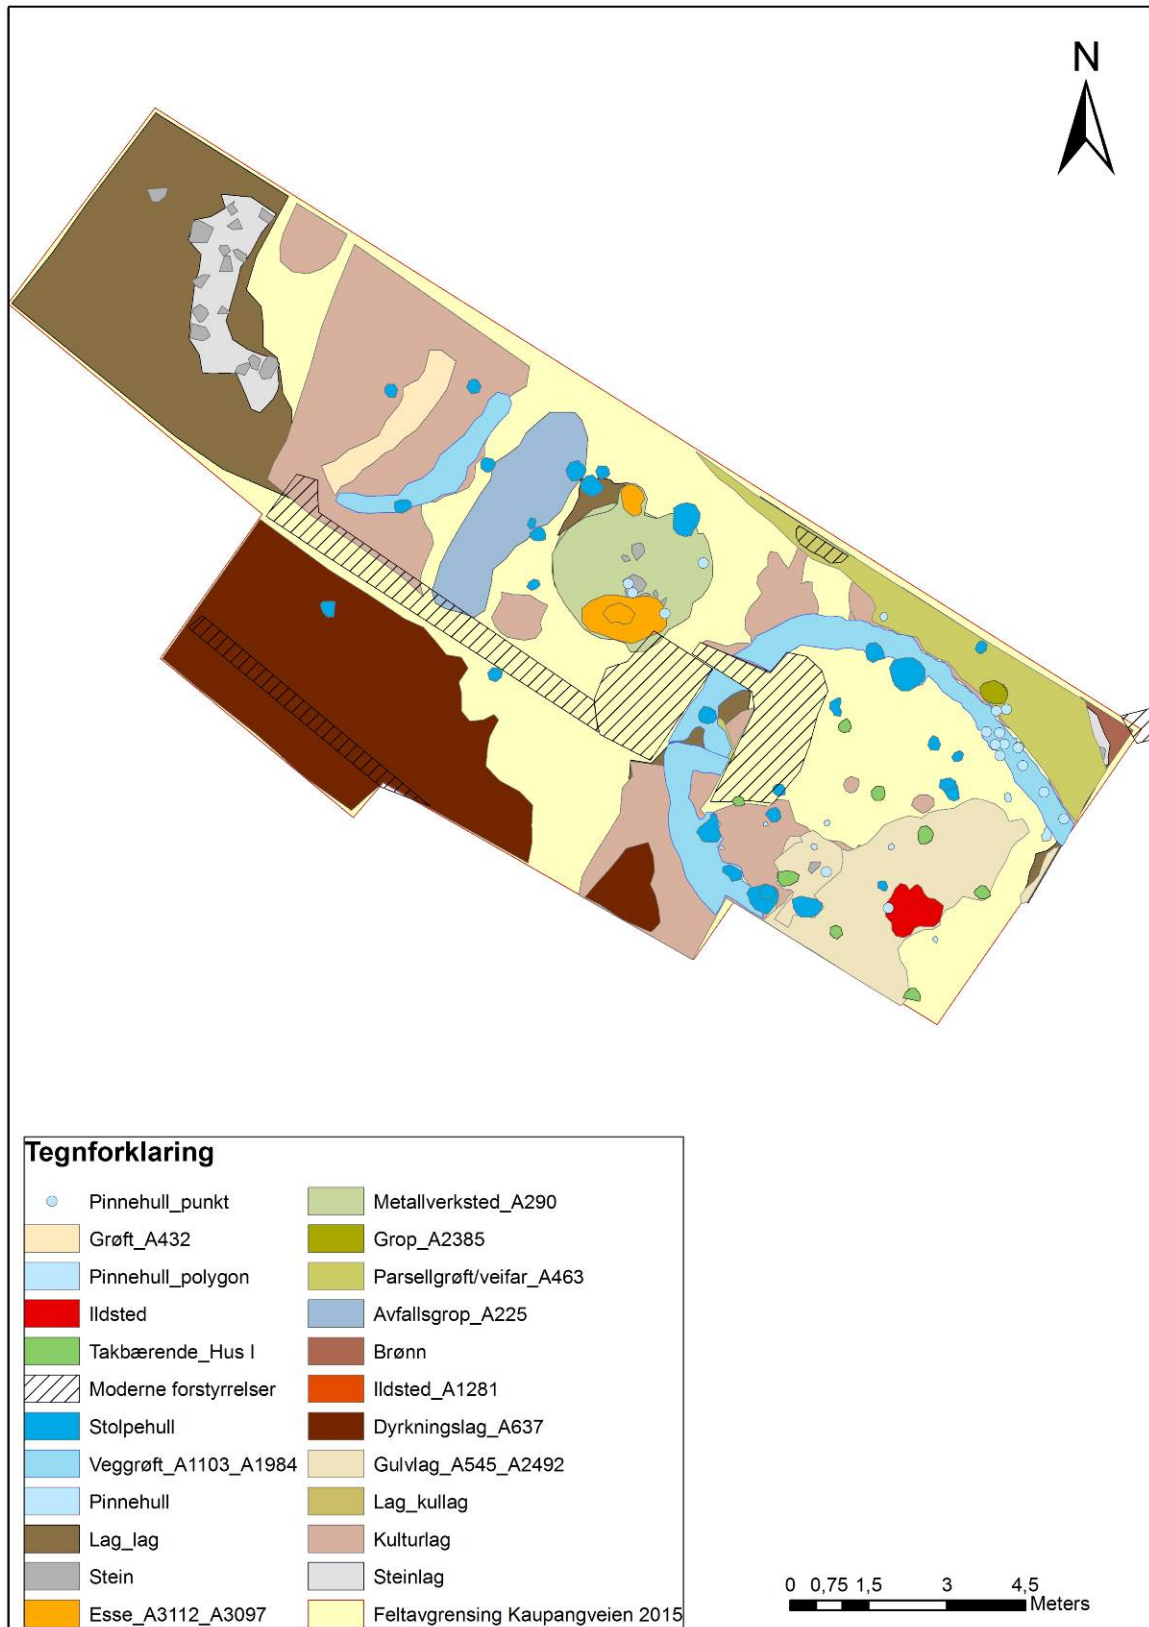 N
Tegnforklaring
Pinnehull_punkt
Grøft_A432
Pinnehull_polygon
Ildsted
Takbærende_Hus I
Moderne forstyrrelser
Stolpehull
Veggrøft_A1103_A1984
Pinnehull
Lag_lag
Stein
Esse_A3112_A3097
Metallverksted_A290
Grop_A2385
Parsellgrøft/veifar_A463
Avfallsgrop_A225
Brønn
Ildsted_A1281
Dyrkningslag_A637
Gulvlag_A545_A2492
Lag_kullag
Kulturlag
Steinlag
Feltavgrensing Kaupangveien 2015
0 0,75 1,5 3 4,5
Meters